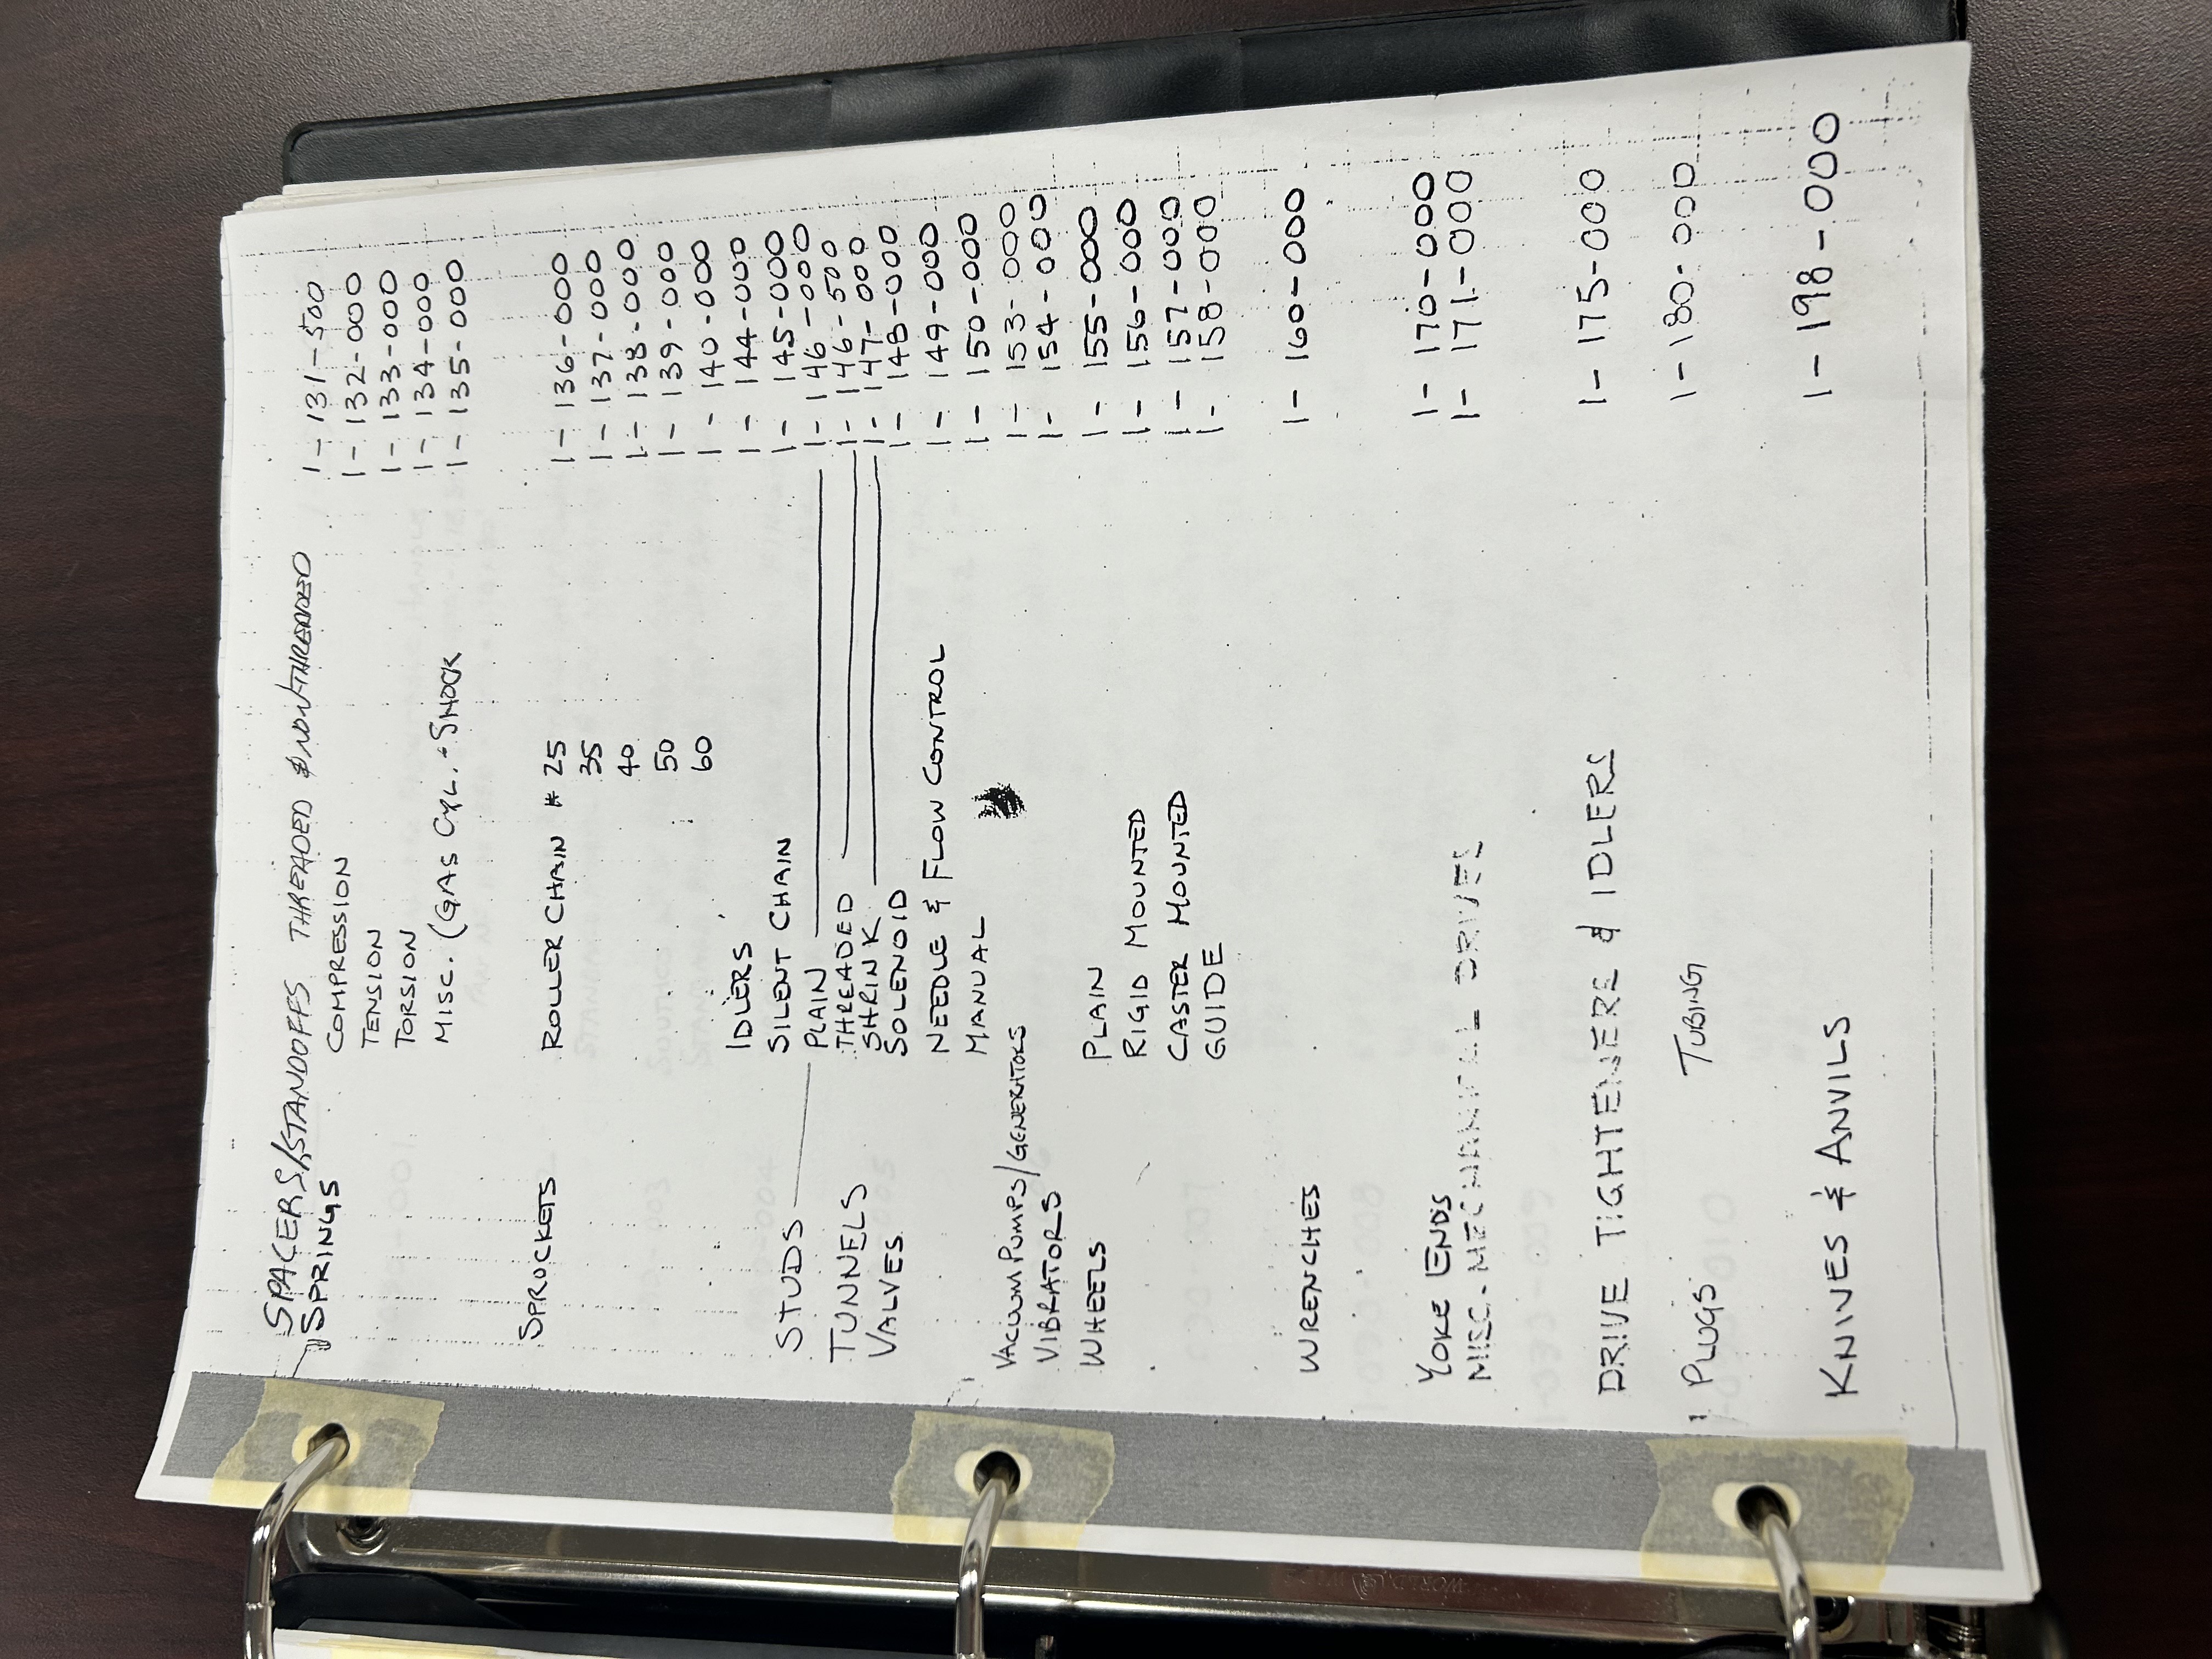 SPACERS/STANDOFFS THREADED & NONTHREADED 1-131-500
SPRINGS COMPRESSION 1-132-000
TENSION 1-133-000
TORSION 1-134-000
MISC. (GAS CYL. - SHOCK 1-135-000
SPROCKETS ROLLER CHAIN # 25 1-136-000
35 1-137-000
40 1-138-000
50 1-139-000
60 1-140-000
IDLERS 1-144-000
SILENT CHAIN 1-145-000
STUDS PLAIN 1-146-000
THREADED 1-146-500
TUNNELS SHRINK 1-147-000
VALVES SOLENOID 1-148-000
NEEDLE & FLOW CONTROL 1-149-000
MANUAL 1-150-000
VACUUM PUMPS/GENERATORS 1-153-000
VIBRATORS 1-154-000
WHEELS PLAIN 1-155-000
RIGID MOUNTED 1-156-000
CASTER MOUNTED 1-157-000
GUIDE 1-158-000
WRENCHES 1-160-000
YOKE ENDS 1-170-000
MISC. MECHANICAL DRIVES 1-171-000
DRIVE TIGHTENERS & IDLERS 1-175-000
PLUGS TUBING 1-180-000
KNIVES & ANVILS 1-198-000